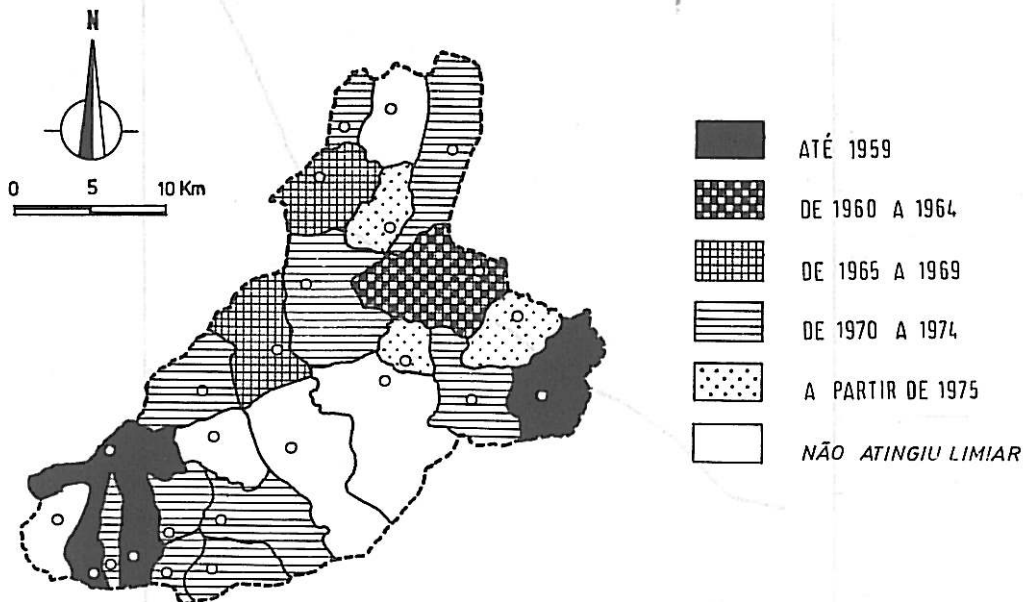 N
0 5 10 Km
ATÉ 1959
DE 1960 A 1964
DE 1965 A 1969
DE 1970 A 1974
A PARTIR DE 1975
NÃO ATINGIU LIMIAR